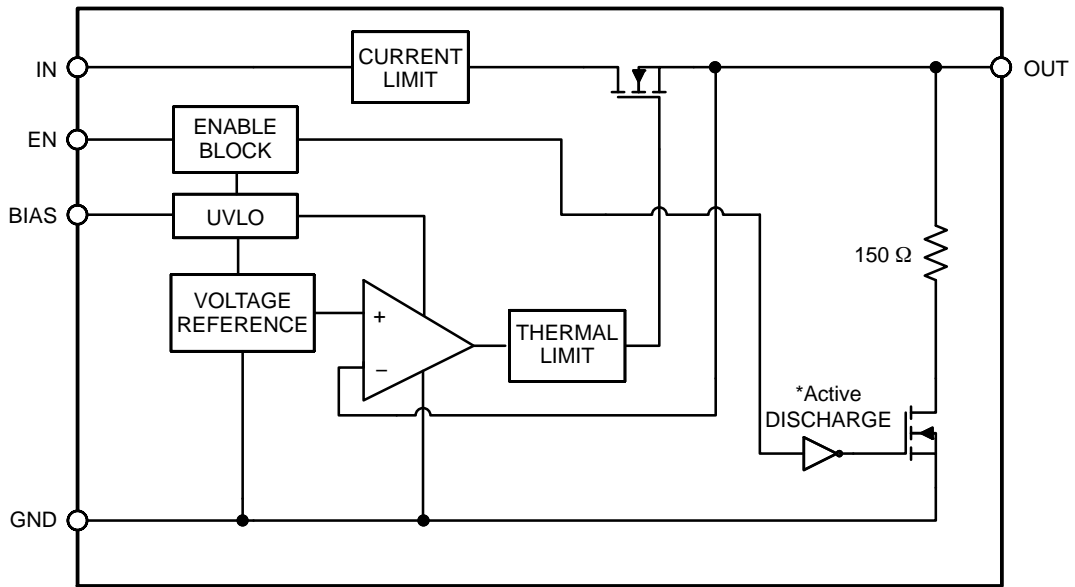 CURRENT
LIMIT
IN
OUT
EN
ENABLE
BLOCK
BIAS
UVLO
150 Ω
VOLTAGE
REFERENCE
+
−
THERMAL
LIMIT
*Active
DISCHARGE
GND